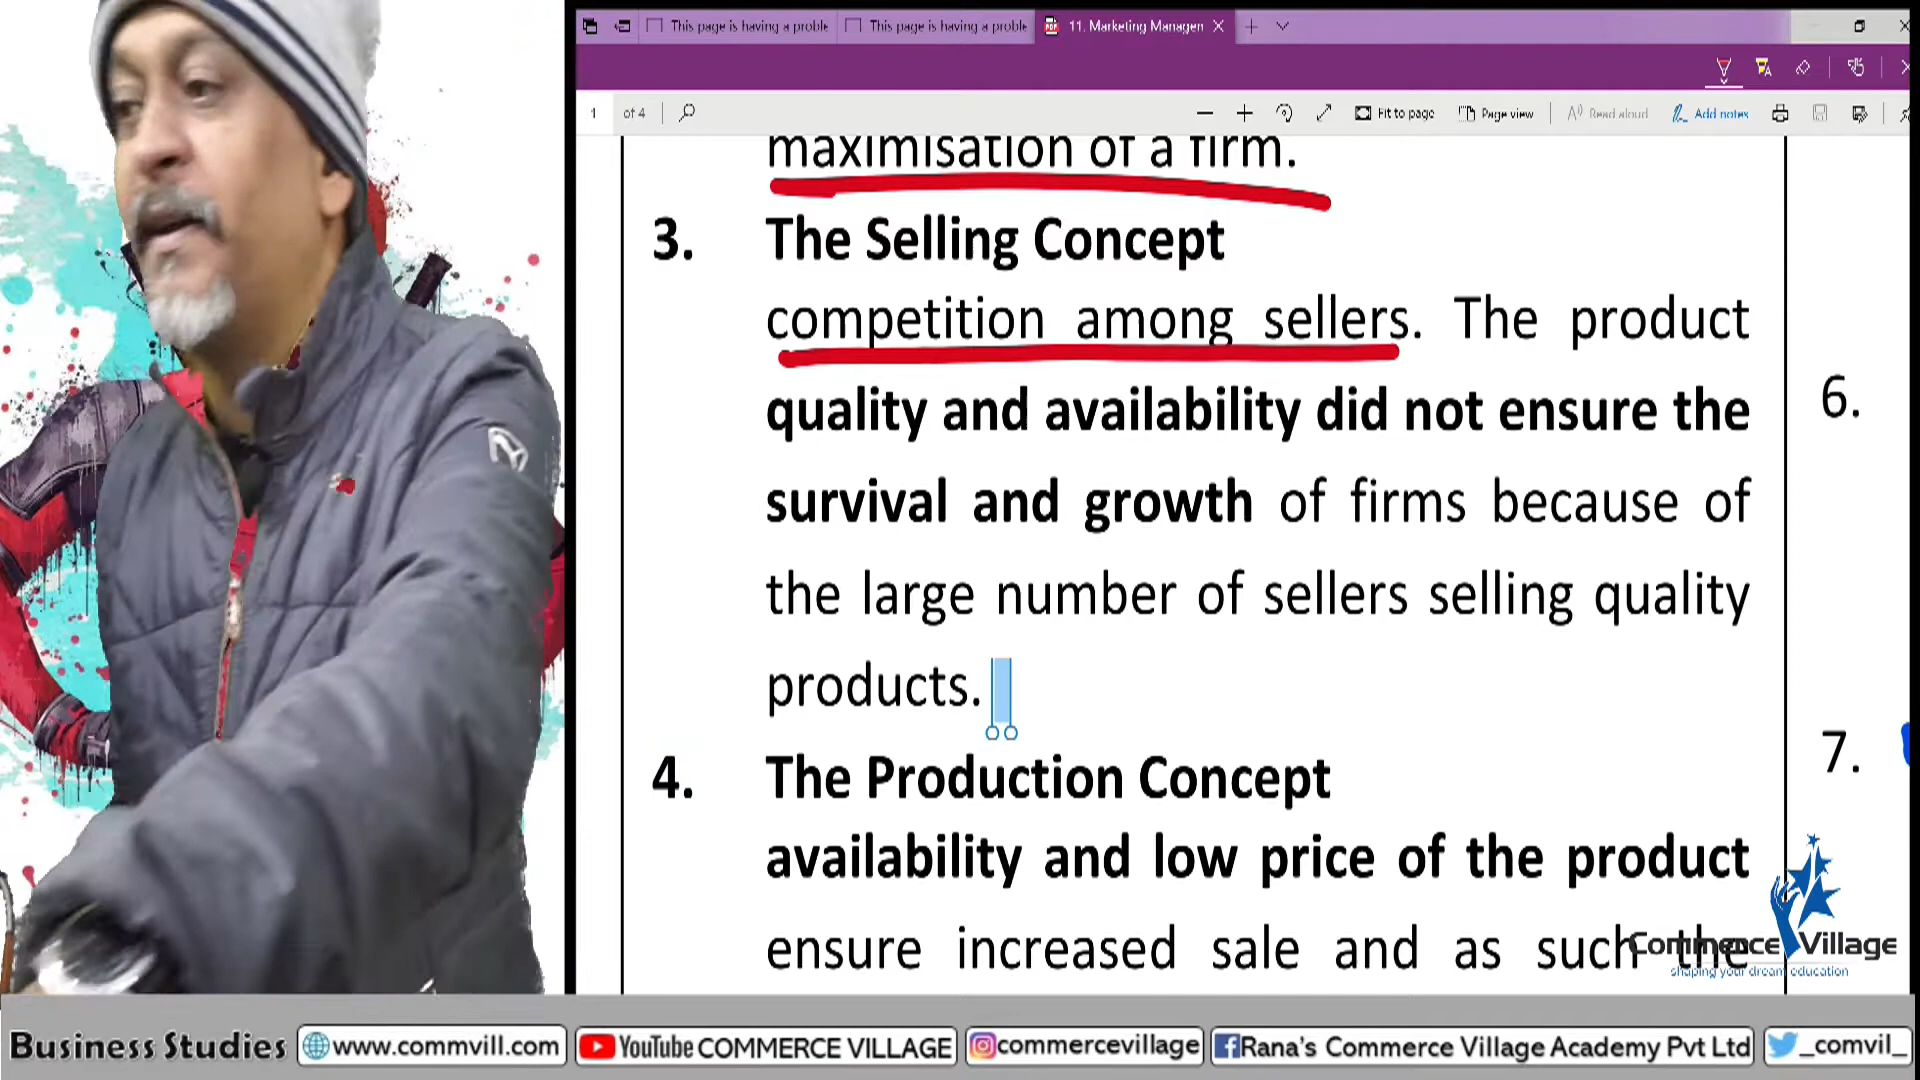 This page is having a proble
This page is having a proble
11. Marketing Managen
1 of 4
Fit to page
Page view
Read aloud
Add notes
maximisation of a firm.
3. The Selling Concept
competition among sellers. The product
quality and availability did not ensure the
survival and growth of firms because of
the large number of sellers selling quality
products.
4. The Production Concept
availability and low price of the product
ensure increased sale and as such the
6.
7.
Commerce Village
shaping your dream education
Business Studies
www.commvill.com
YouTube COMMERCE VILLAGE
commercevillage
Rana's Commerce Village Academy Pvt Ltd
_comvil_